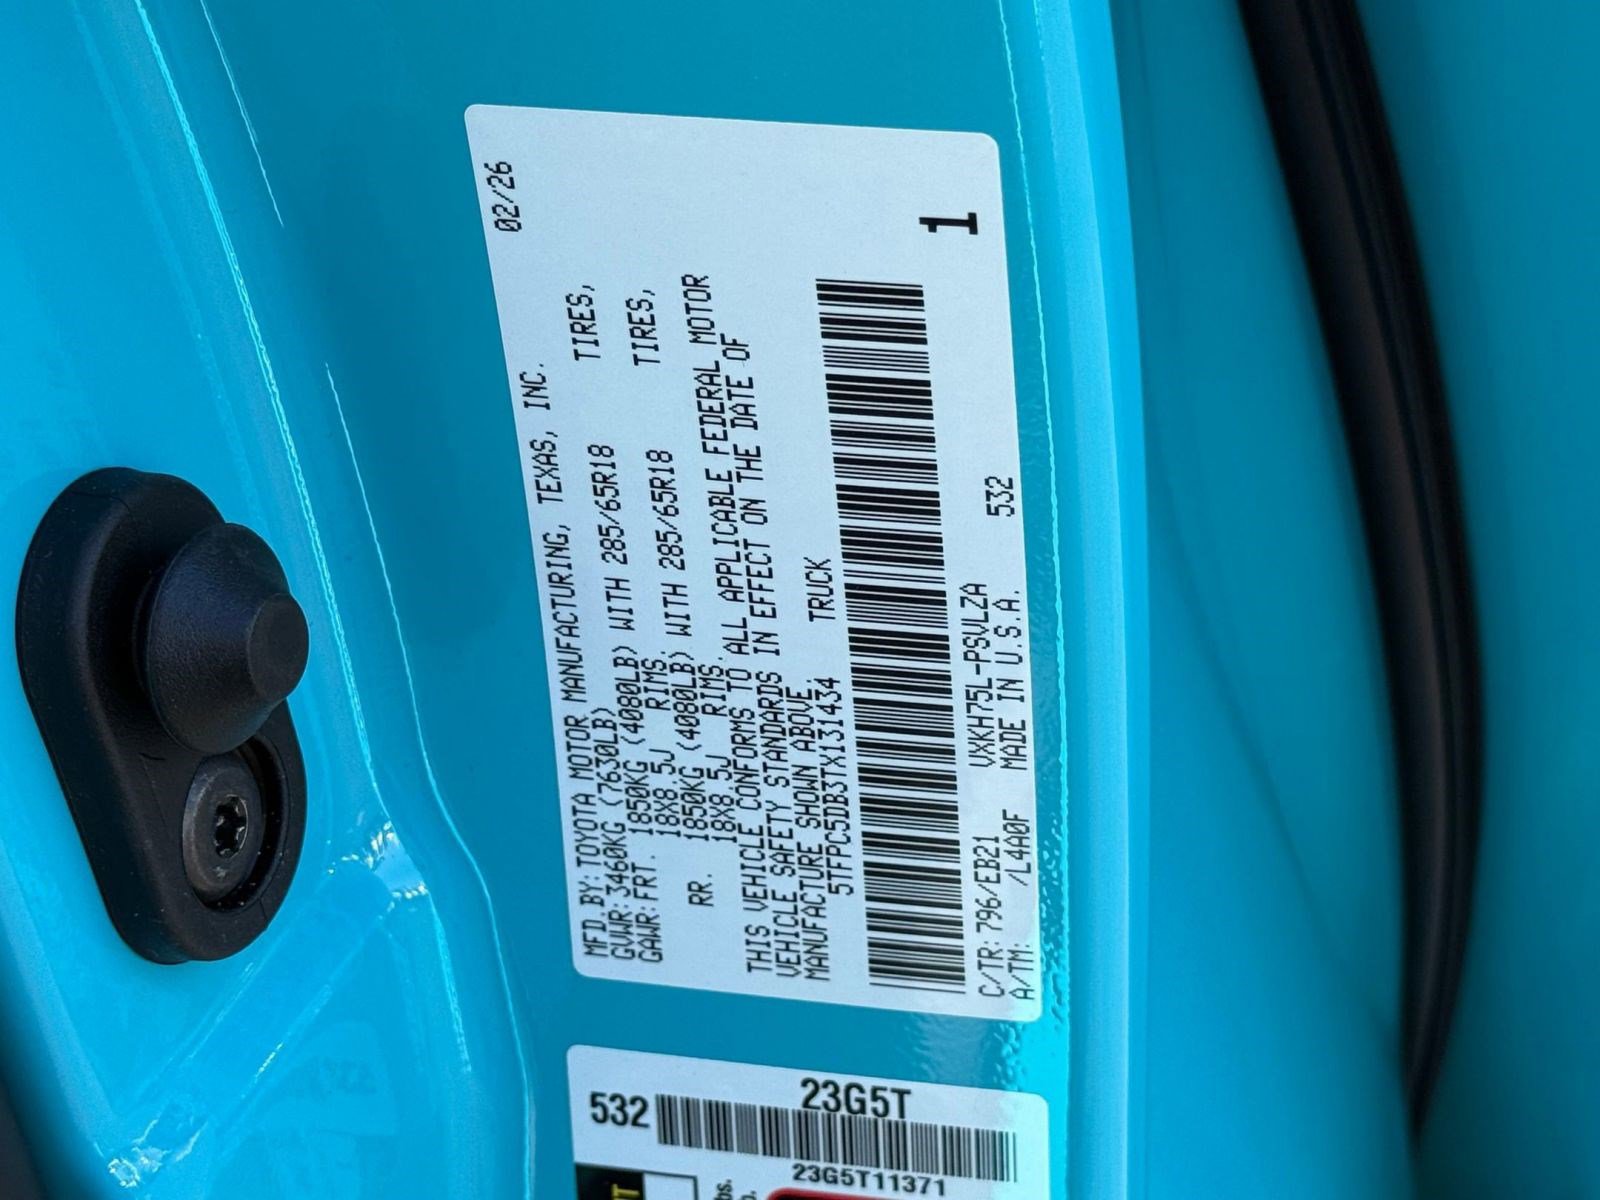 02/26
MFD.BY:TOYOTA MOTOR MANUFACTURING, TEXAS, INC.
GVWR:3460KG (7630LB)
GAWR:FRT. 1850KG (4080LB) WITH 285/65R18 TIRES,
18X8.5J RIMS,
RR. 1850KG (4080LB) WITH 285/65R18 TIRES,
18X8.5J RIMS.
THIS VEHICLE CONFORMS TO ALL APPLICABLE FEDERAL MOTOR
VEHICLE SAFETY STANDARDS IN EFFECT ON THE DATE OF
MANUFACTURE SHOWN ABOVE.
5TFPC5DB3TX131434 TRUCK
1
C/TR:796/EB21 VXKH75L-PSVLZA 532
A/TM: /L4A0F MADE IN U.S.A.
532
23G5T
23G5T11371